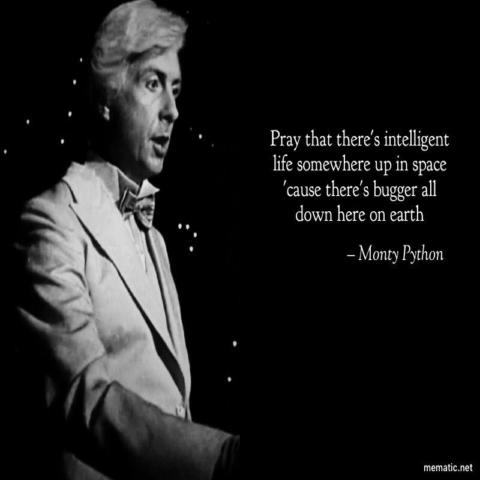 Pray that there's intelligent
life somewhere up in space
'cause there's bugger all
down here on earth
– Monty Python
mematic.net